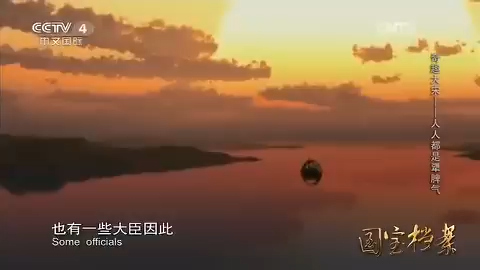 CCTV 4
中文国际
奇趣大宋——人人都是犟脾气
也有一些大臣因此
Some officials
国宝档案